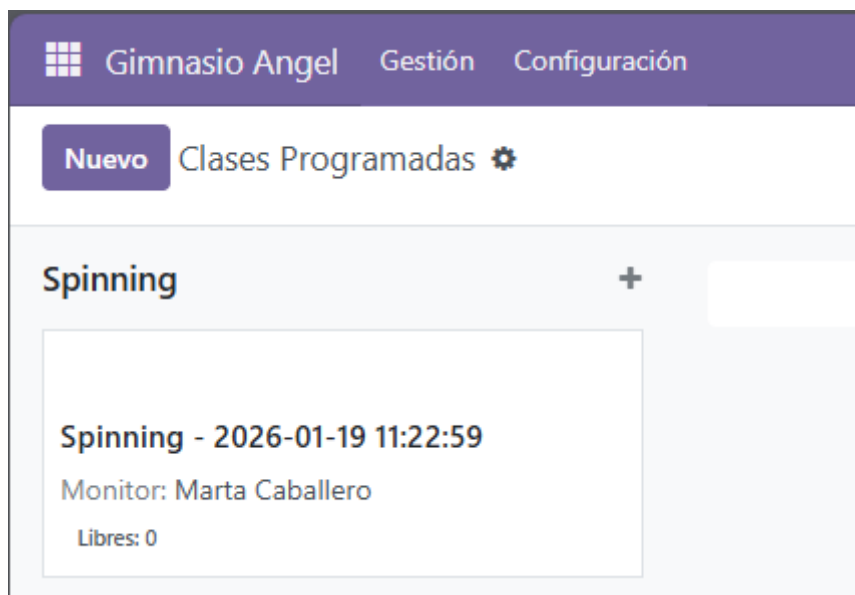 Gimnasio Angel Gestión Configuración
Nuevo Clases Programadas
Spinning +
Spinning - 2026-01-19 11:22:59
Monitor: Marta Caballero
Libres: 0